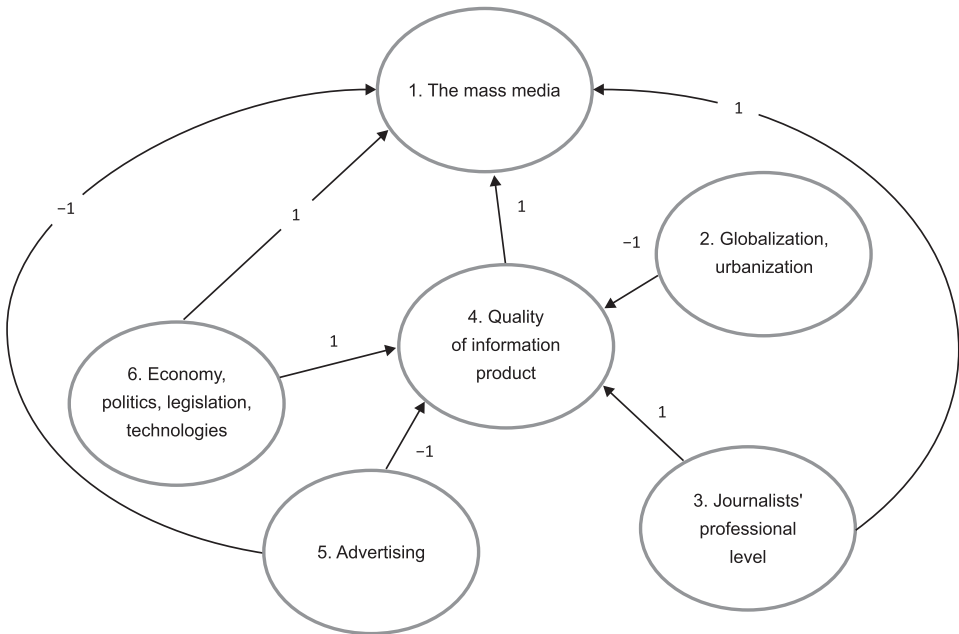 1. The mass media
1
−1
1
1
−1
2. Globalization,
urbanization
4. Quality
of information
product
1
6. Economy,
politics, legislation,
technologies
1
−1
3. Journalists'
professional
level
5. Advertising